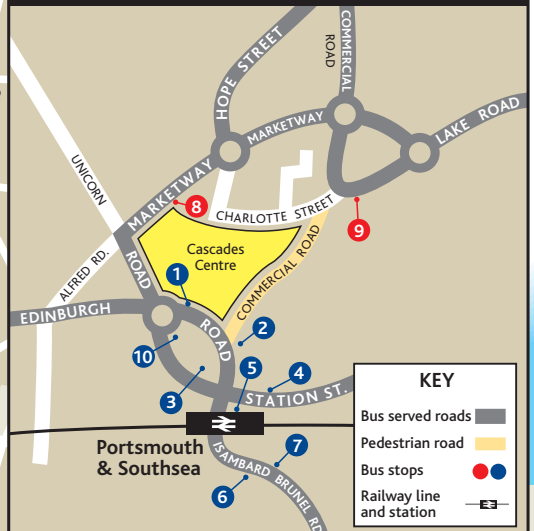 COMMERCIAL
ROAD
HOPE STREET
MARKETWAY
LAKE ROAD
UNICORN
ROAD
MARKETWAY
8
CHARLOTTE STREET
9
ALFRED RD.
Cascades
Centre
COMMERCIAL ROAD
1
EDINBURGH
ROAD
2
10
5
4
3
STATION ST.
Portsmouth
& Southsea
ISAMBARD BRUNEL RD
7
6
KEY
Bus served roads
Pedestrian road
Bus stops
Railway line
and station